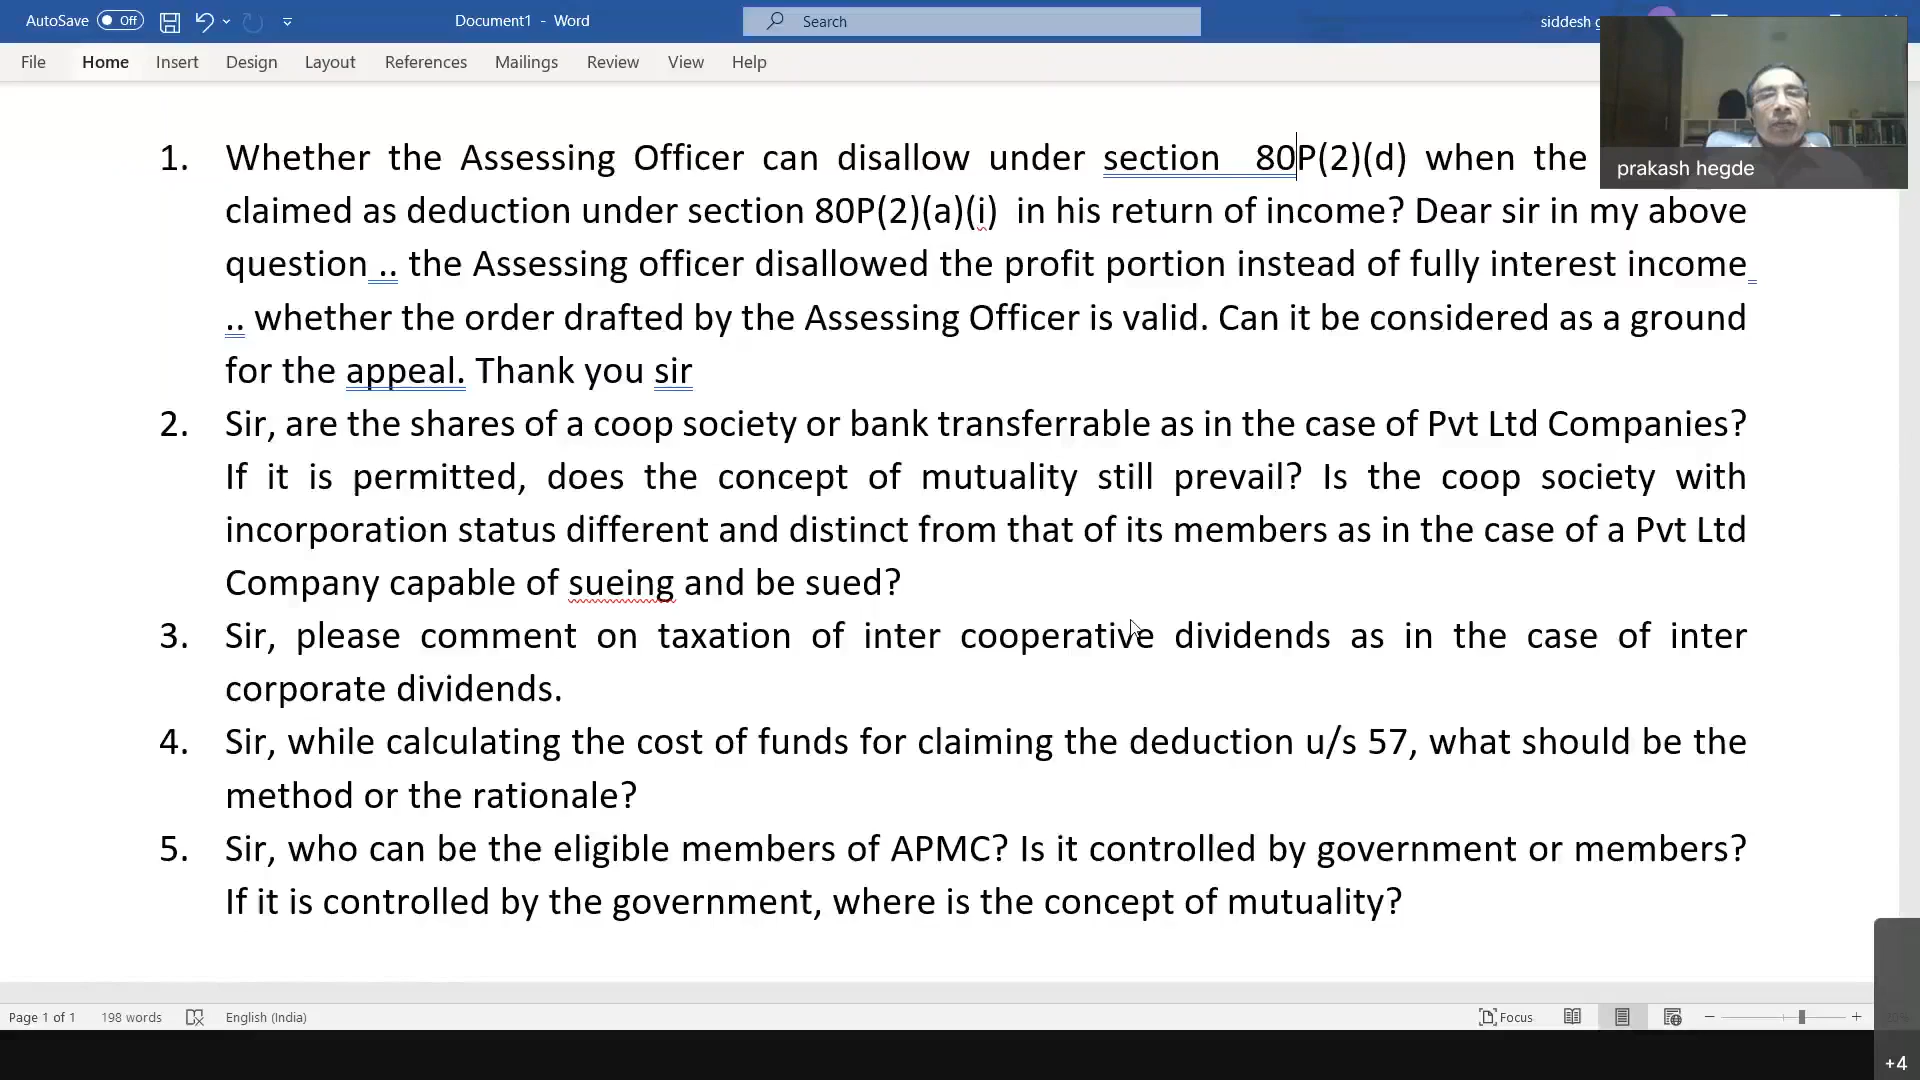 AutoSave Off Document1 - Word Search siddesh g
File Home Insert Design Layout References Mailings Review View Help
prakash hegde
1. Whether the Assessing Officer can disallow under section 80P(2)(d) when the
claimed as deduction under section 80P(2)(a)(i) in his return of income? Dear sir in my above
question .. the Assessing officer disallowed the profit portion instead of fully interest income
.. whether the order drafted by the Assessing Officer is valid. Can it be considered as a ground
for the appeal. Thank you sir
2. Sir, are the shares of a coop society or bank transferrable as in the case of Pvt Ltd Companies?
If it is permitted, does the concept of mutuality still prevail? Is the coop society with
incorporation status different and distinct from that of its members as in the case of a Pvt Ltd
Company capable of sueing and be sued?
3. Sir, please comment on taxation of inter cooperative dividends as in the case of inter
corporate dividends.
4. Sir, while calculating the cost of funds for claiming the deduction u/s 57, what should be the
method or the rationale?
5. Sir, who can be the eligible members of APMC? Is it controlled by government or members?
If it is controlled by the government, where is the concept of mutuality?
Page 1 of 1 198 words English (India) Focus
+4